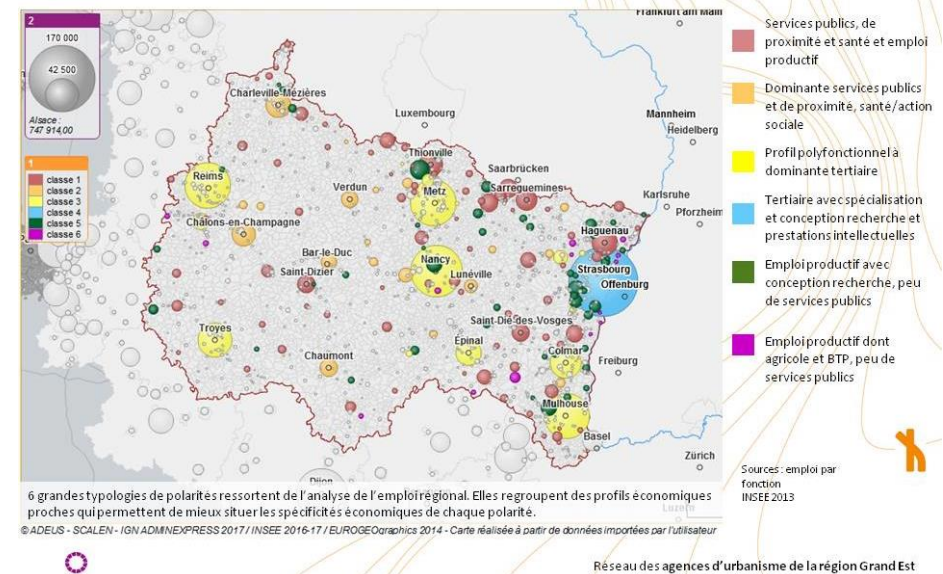 2
170 000
42 500
Alsace :
747 914,00
1
classe 1
classe 2
classe 3
classe 4
classe 5
classe 6
Frankfurt am Main
Charleville-Mézières
Luxembourg
Mannheim
Heidelberg
Thionville
Saarbrücken
Reims
Verdun
Metz
Sarreguemines
Karlsruhe
Pforzheim
Châlons-en-Champagne
Haguenau
Bar-le-Duc
Nancy
Lunéville
Strasbourg
Saint-Dizier
Offenburg
Troyes
Saint-Dié-des-Vosges
Épinal
Chaumont
Colmar
Freiburg
Mulhouse
Basel
Zürich
Dijon
Luzern
6 grandes typologies de polarités ressortent de l'analyse de l'emploi régional. Elles regroupent des profils économiques
proches qui permettent de mieux situer les spécificités économiques de chaque polarité.
© ADEUS - SCALEN - IGN ADMINEXPRESS 2017 / INSEE 2016-17 / EUROGEOgraphics 2014 - Carte réalisée à partir de données importées par l'utilisateur
Services publics, de
proximité et santé et emploi
productif
Dominante services publics
et de proximité, santé/action
sociale
Profil polyfonctionnel à
dominante tertiaire
Tertiaire avec spécialisation
et conception recherche et
prestations intellectuelles
Emploi productif avec
conception recherche, peu
de services publics
Emploi productif dont
agricole et BTP, peu de
services publics
Sources : emploi par
fonction
INSEE 2013
Réseau des agences d'urbanisme de la région Grand Est